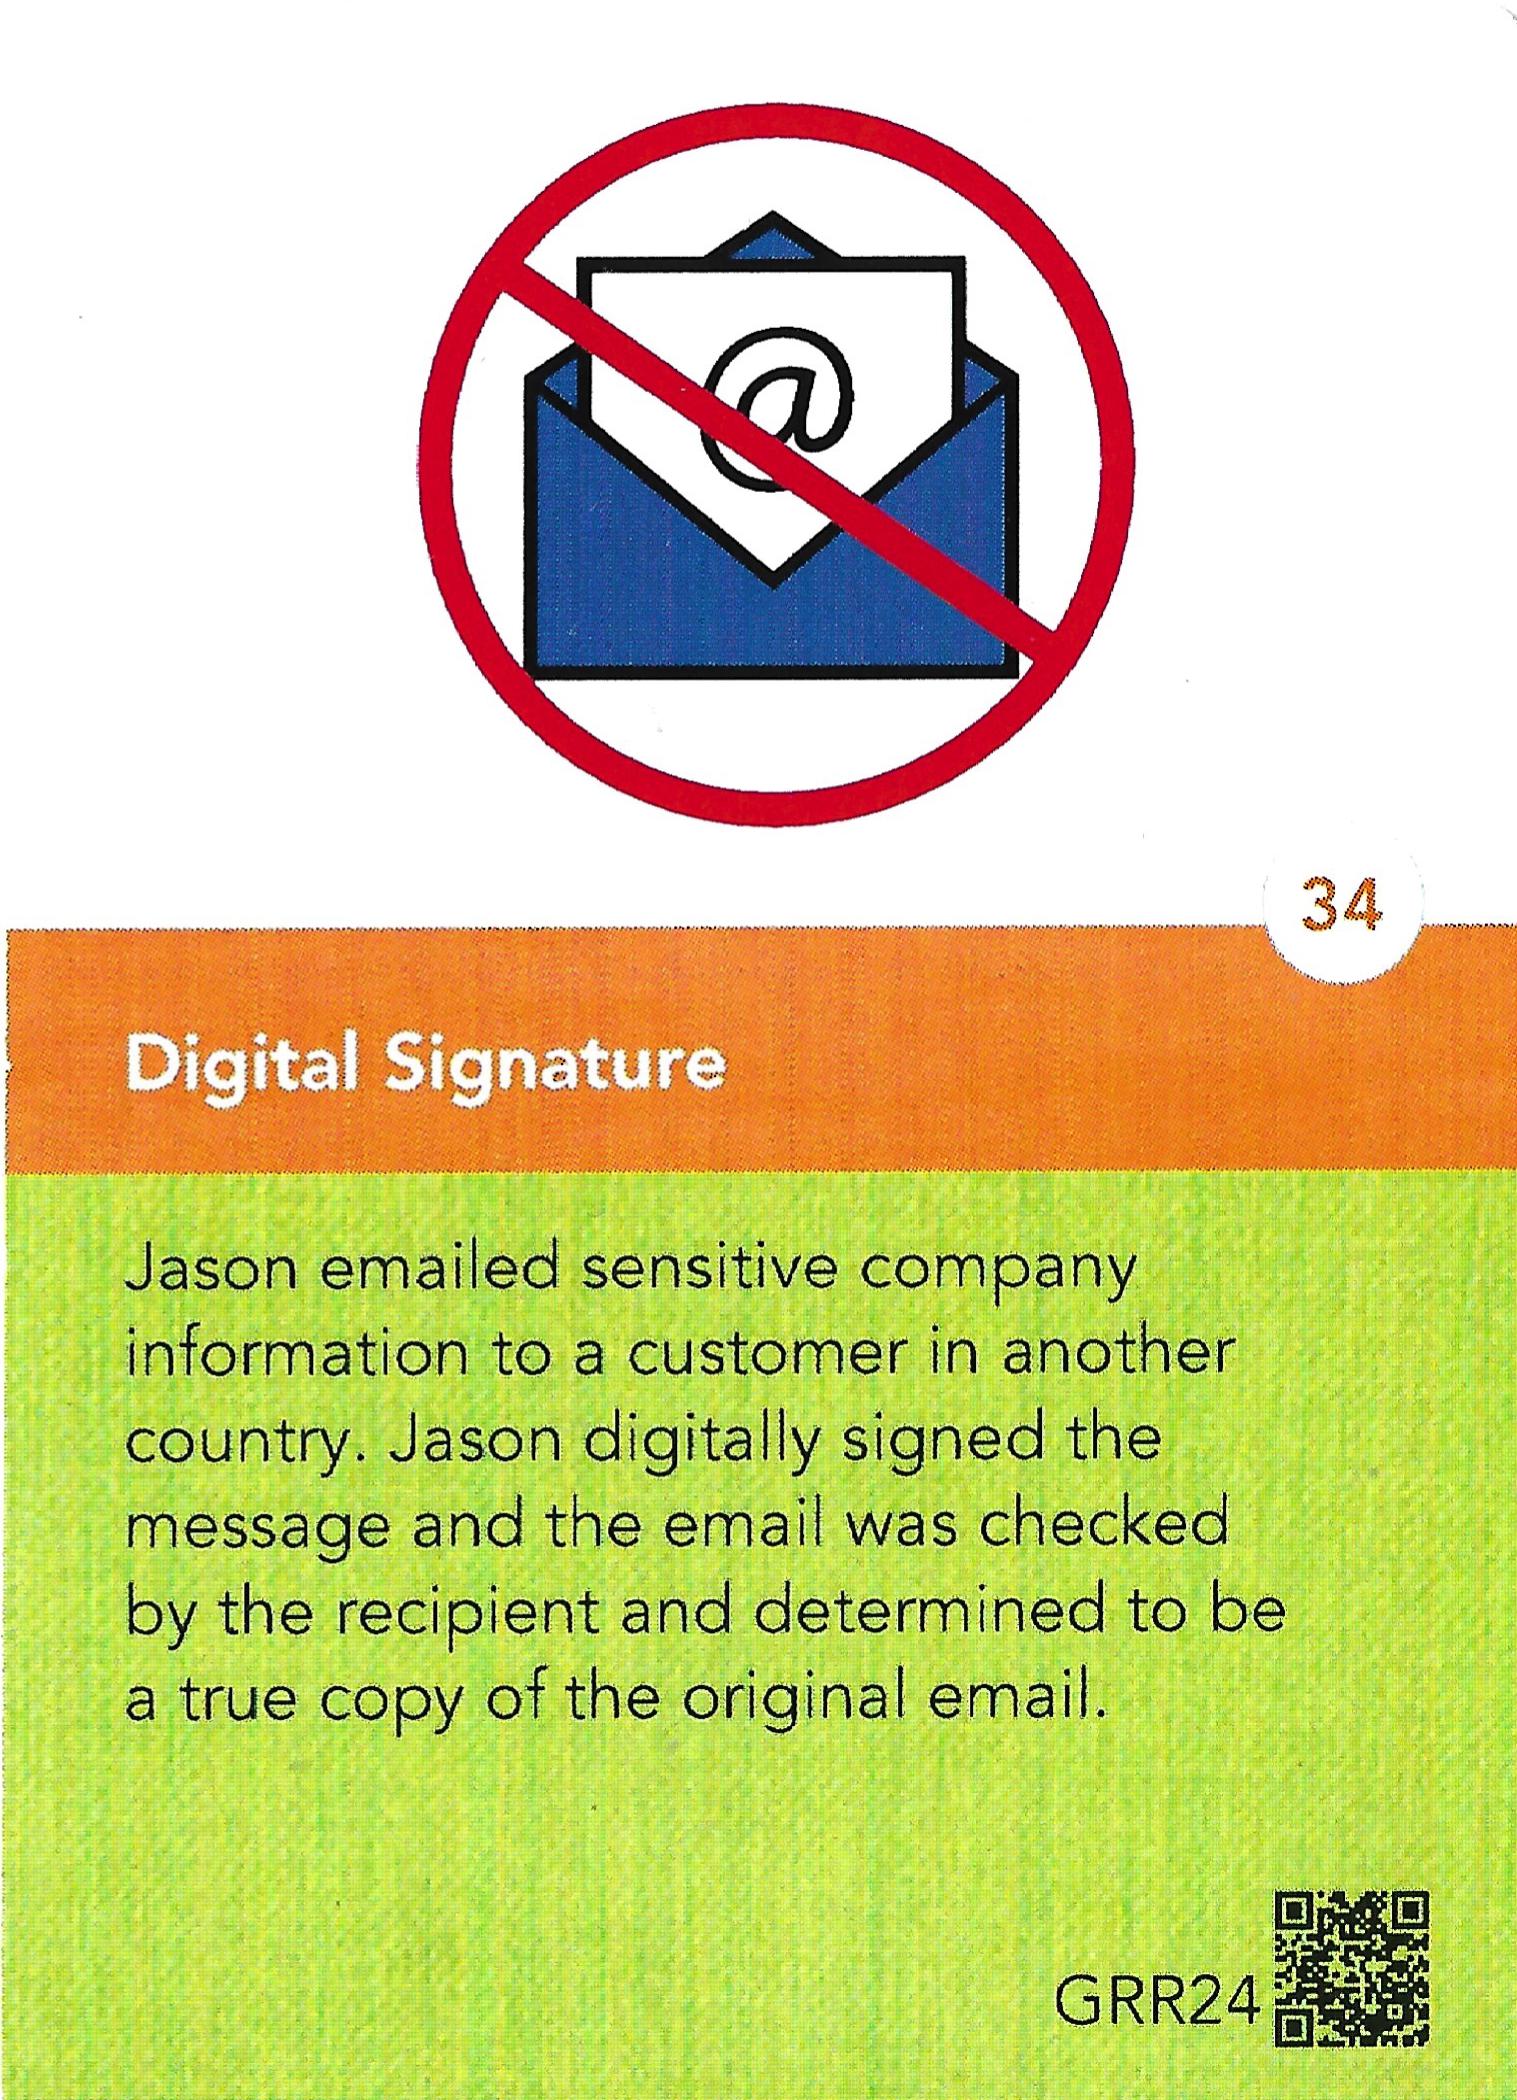 @
34
Digital Signature
Jason emailed sensitive company
information to a customer in another
country. Jason digitally signed the
message and the email was checked
by the recipient and determined to be
a true copy of the original email.
GRR24